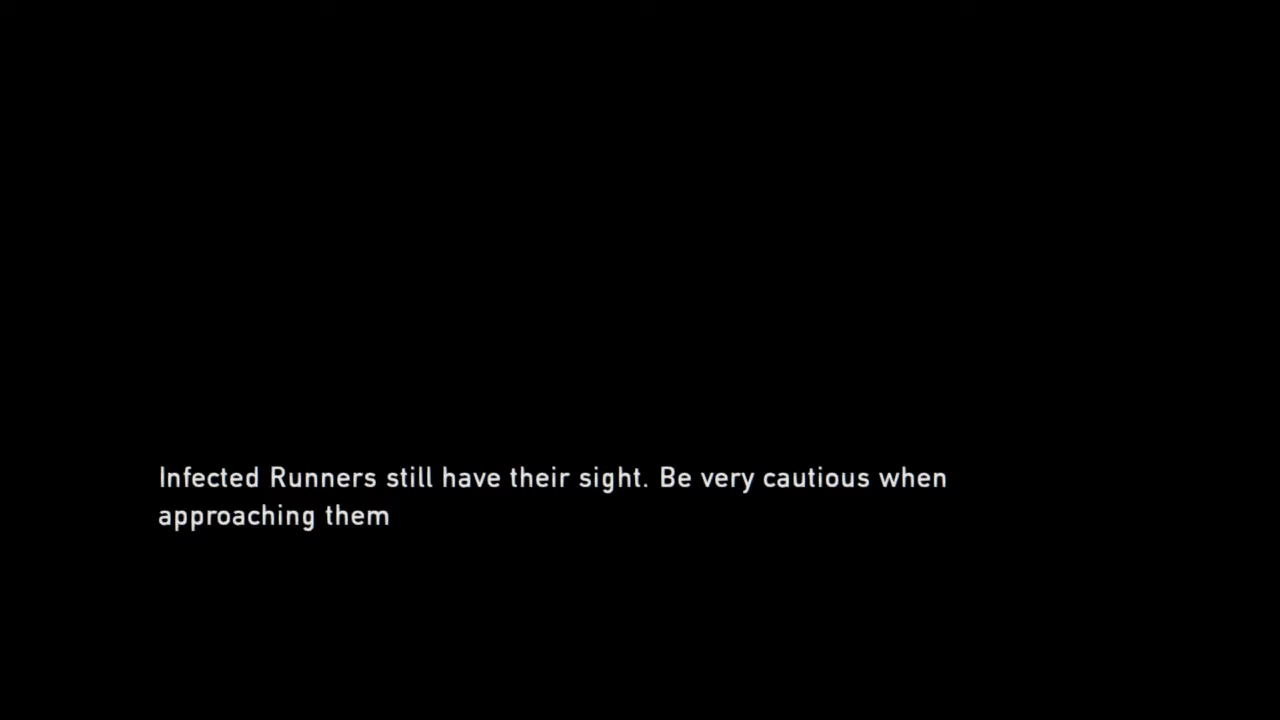 Infected Runners still have their sight. Be very cautious when
approaching them